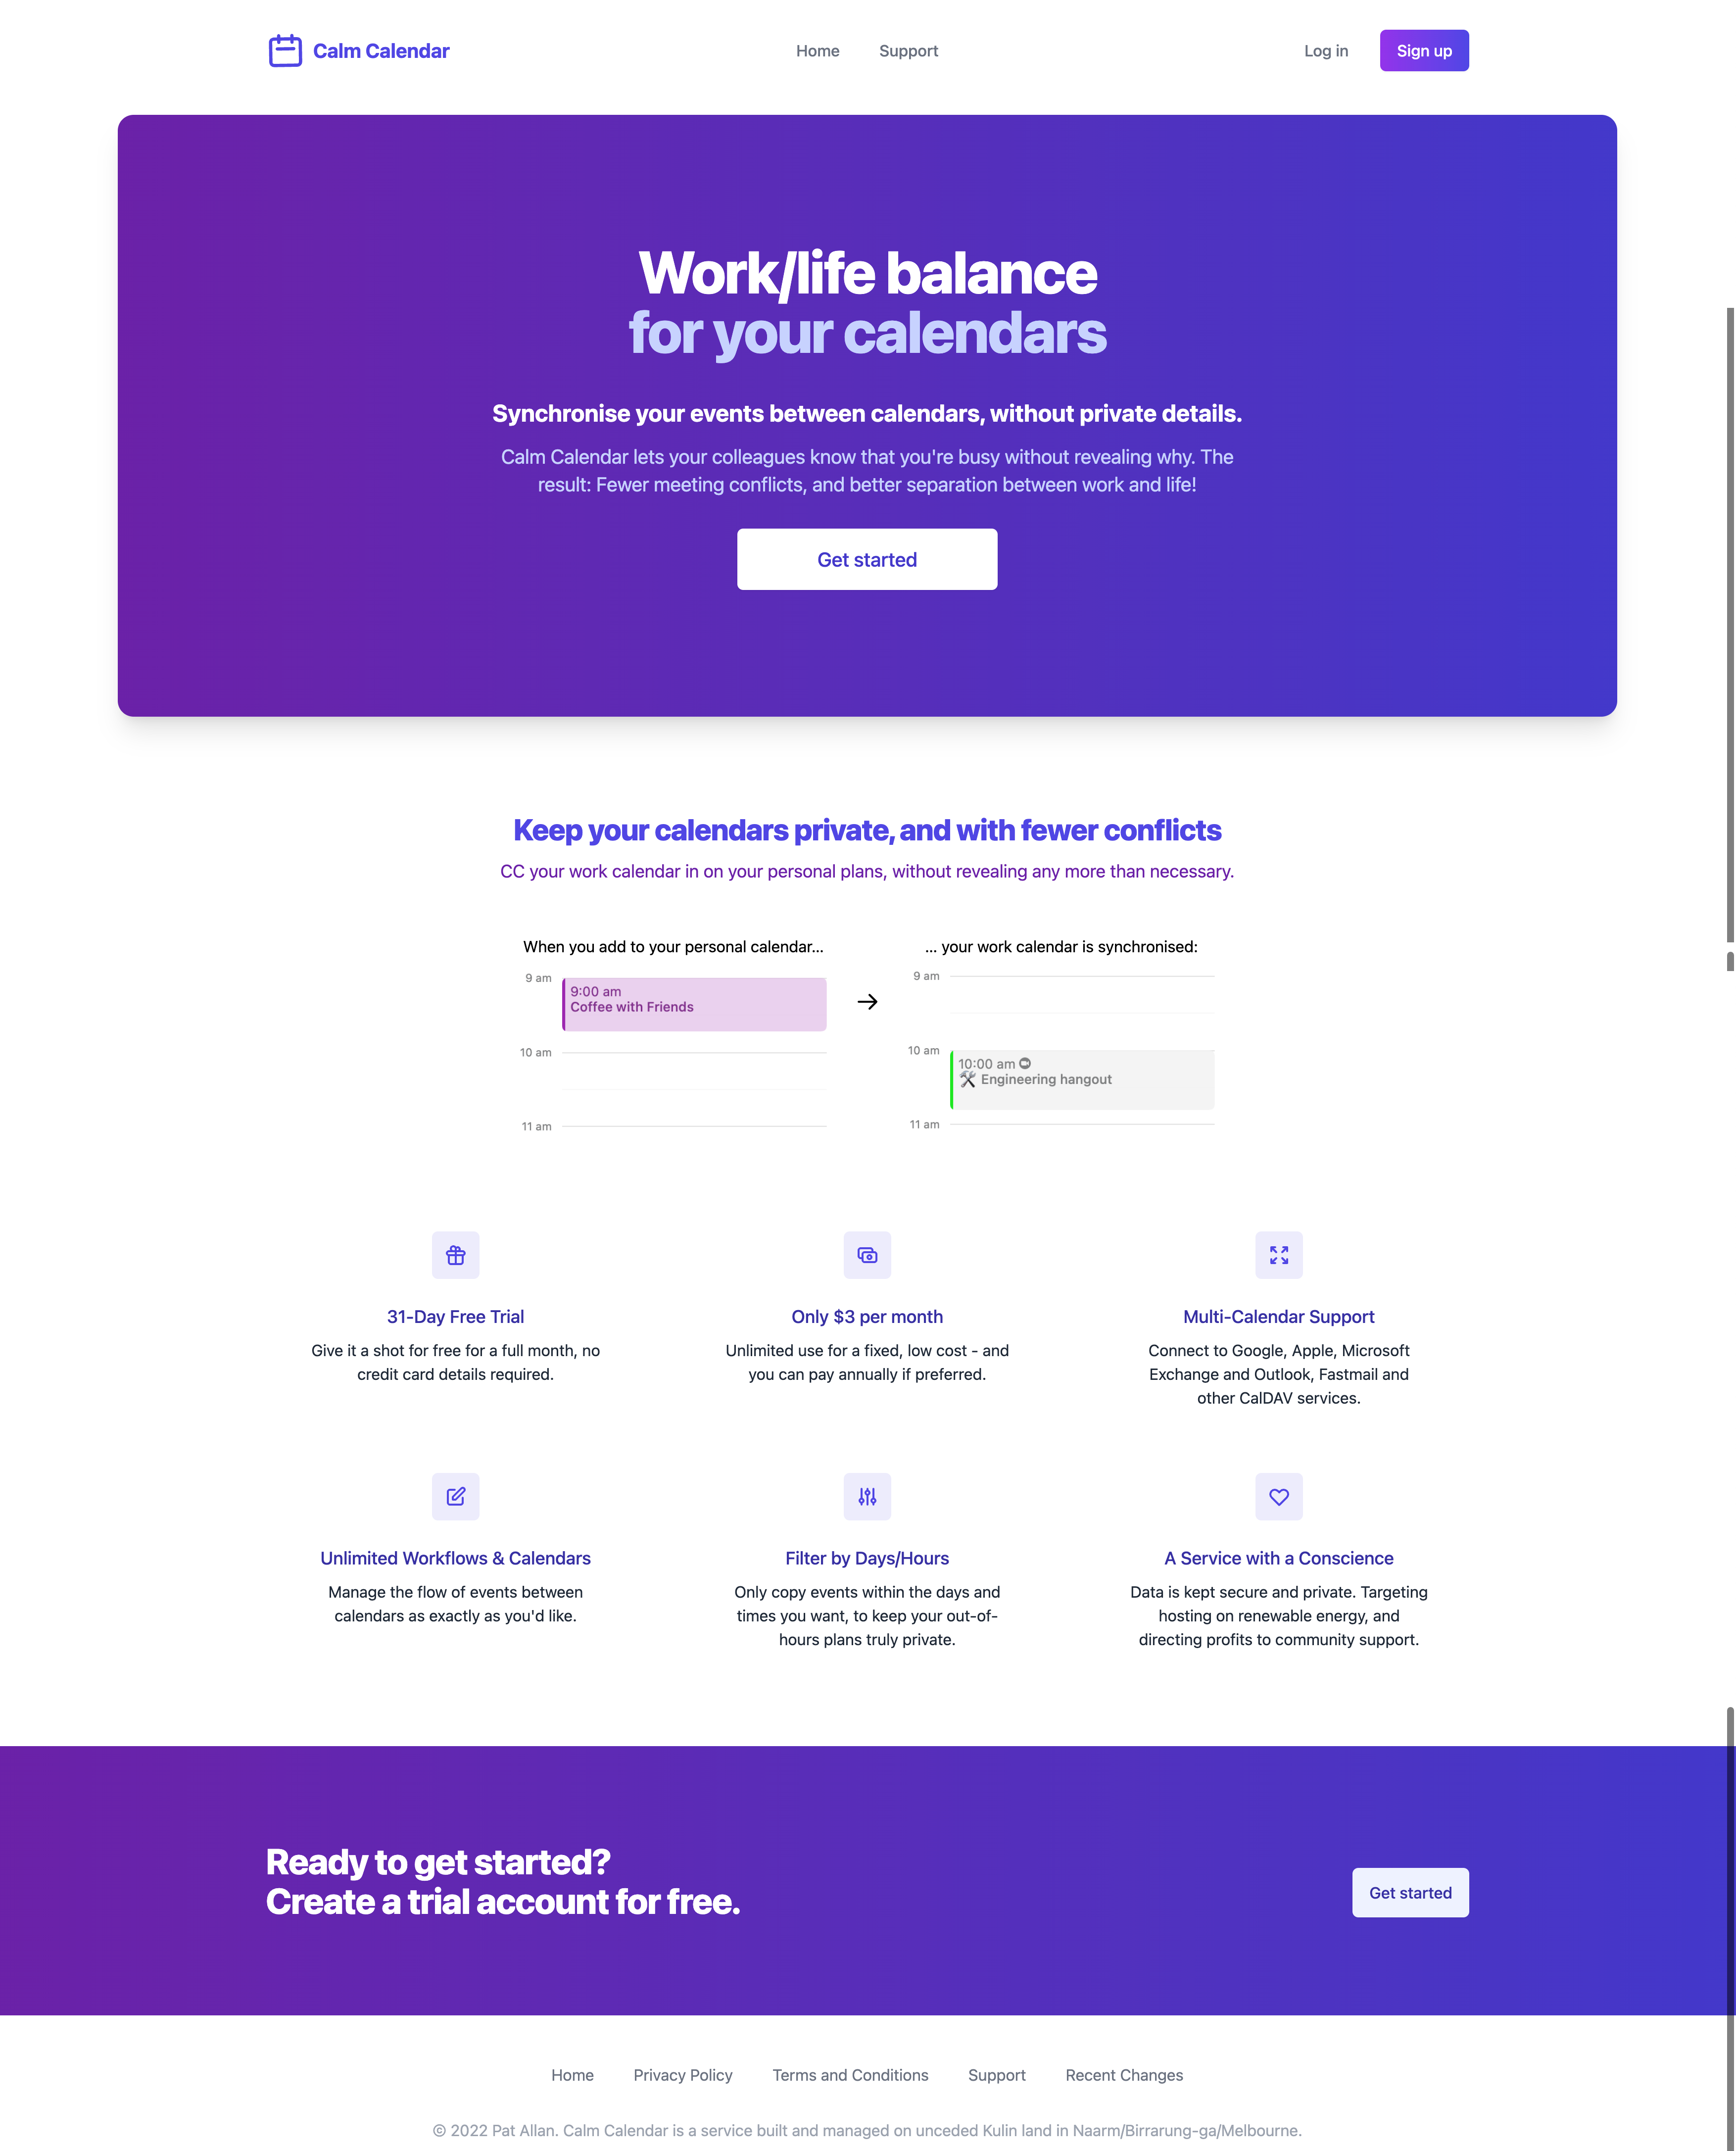 Calm Calendar
Home
Support
Log in
Sign up
Work/life balance
for your calendars
Synchronise your events between calendars, without private details.
Calm Calendar lets your colleagues know that you're busy without revealing why. The
result: Fewer meeting conflicts, and better separation between work and life!
Get started
Keep your calendars private, and with fewer conflicts
CC your work calendar in on your personal plans, without revealing any more than necessary.
When you add to your personal calendar...
9 am
9:00 am
Coffee with Friends
10 am
11 am
... your work calendar is synchronised:
9 am
10 am
10:00 am
🛠 Engineering hangout
11 am
31-Day Free Trial
Give it a shot for free for a full month, no
credit card details required.
Only $3 per month
Unlimited use for a fixed, low cost - and
you can pay annually if preferred.
Multi-Calendar Support
Connect to Google, Apple, Microsoft
Exchange and Outlook, Fastmail and
other CalDAV services.
Unlimited Workflows & Calendars
Manage the flow of events between
calendars as exactly as you'd like.
Filter by Days/Hours
Only copy events within the days and
times you want, to keep your out-of-
hours plans truly private.
A Service with a Conscience
Data is kept secure and private. Targeting
hosting on renewable energy, and
directing profits to community support.
Ready to get started?
Create a trial account for free.
Get started
Home
Privacy Policy
Terms and Conditions
Support
Recent Changes
© 2022 Pat Allan. Calm Calendar is a service built and managed on unceded Kulin land in Naarm/Birrarung-ga/Melbourne.